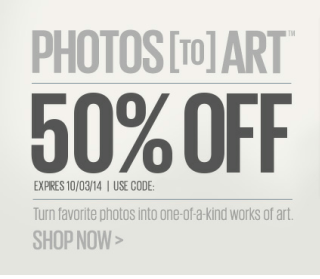 PHOTOS [TO] ART™
50% OFF
EXPIRES 10/03/14 | USE CODE:
Turn favorite photos into one-of-a-kind works of art.
SHOP NOW >